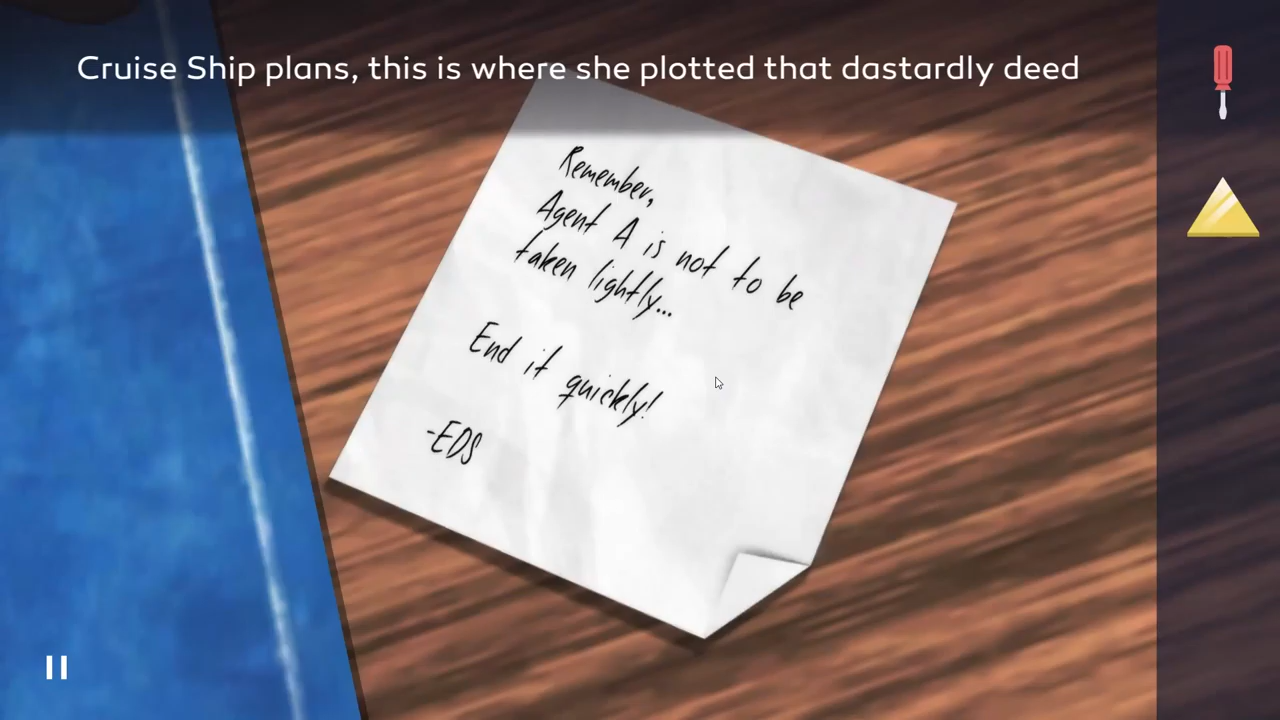 Cruise Ship plans, this is where she plotted that dastardly deed
Remember,
Agent A is not to be
taken lightly...
End it quickly!
-EDS